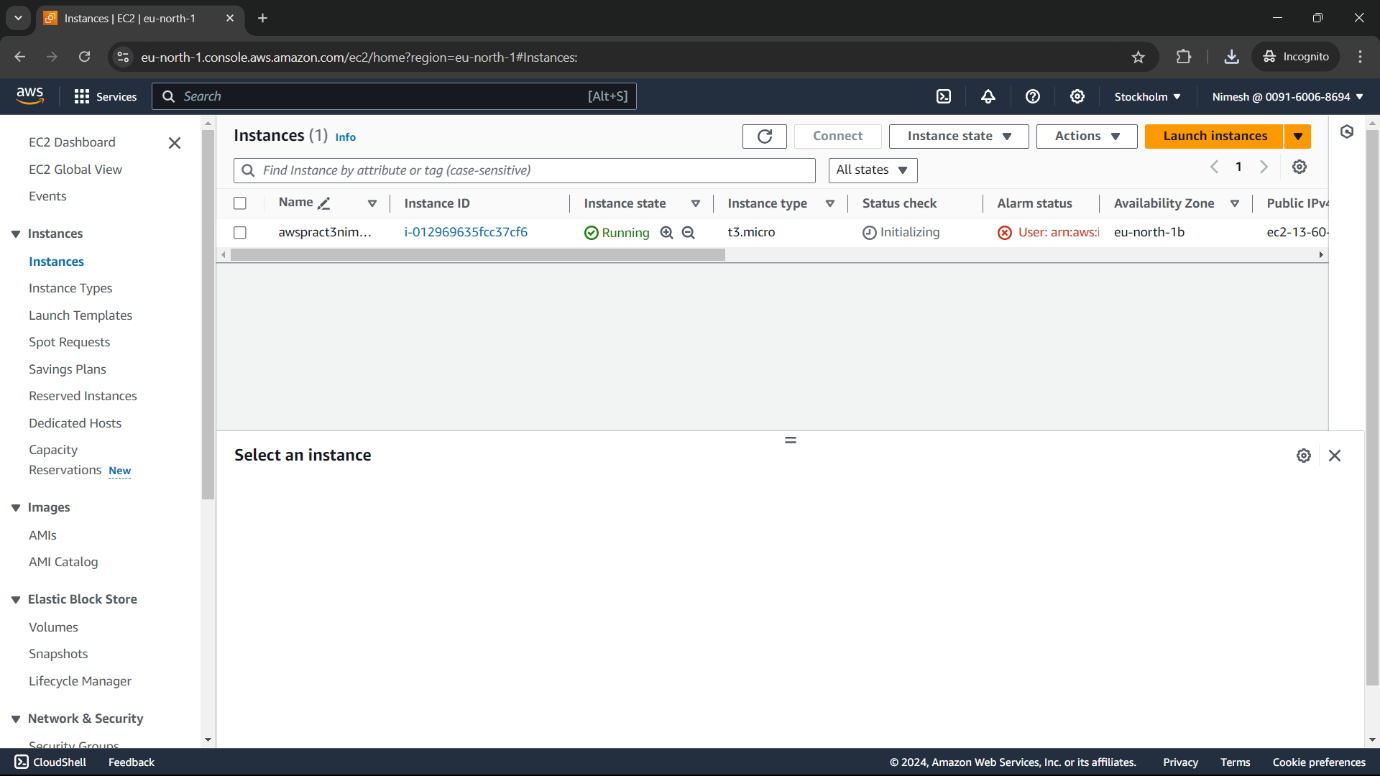 Instances | EC2 | eu-north-1
eu-north-1.console.aws.amazon.com/ec2/home?region=eu-north-1#Instances:
Incognito
aws
Services
Search
[Alt+S]
Stockholm
Nimesh @ 0091-6006-8694
EC2 Dashboard
EC2 Global View
Events
Instances
Instances
Instance Types
Launch Templates
Spot Requests
Savings Plans
Reserved Instances
Dedicated Hosts
Capacity
Reservations New
Images
AMIs
AMI Catalog
Elastic Block Store
Volumes
Snapshots
Lifecycle Manager
Network & Security
Security Groups
Instances (1) Info
Connect
Instance state
Actions
Launch instances
Find Instance by attribute or tag (case-sensitive)
All states
1
Name Instance ID Instance state Instance type Status check Alarm status Availability Zone Public IPv4
awspract3nim... i-012969635fcc37cf6 Running t3.micro Initializing User: arn:aws:i eu-north-1b ec2-13-60-
Select an instance
CloudShell Feedback © 2024, Amazon Web Services, Inc. or its affiliates. Privacy Terms Cookie preferences